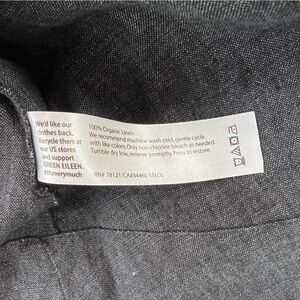 We'd like our
clothes back.
Recycle them at
our US stores
and support
GREEN EILEEN.
#thxverymuch
100% Organic Linen
We recommend machine wash cold, gentle cycle,
with like colors. Only non-chlorine bleach as needed.
Tumble dry low, remove promptly. Press to restore.
RN# 78121/CA#34460 SSLOL